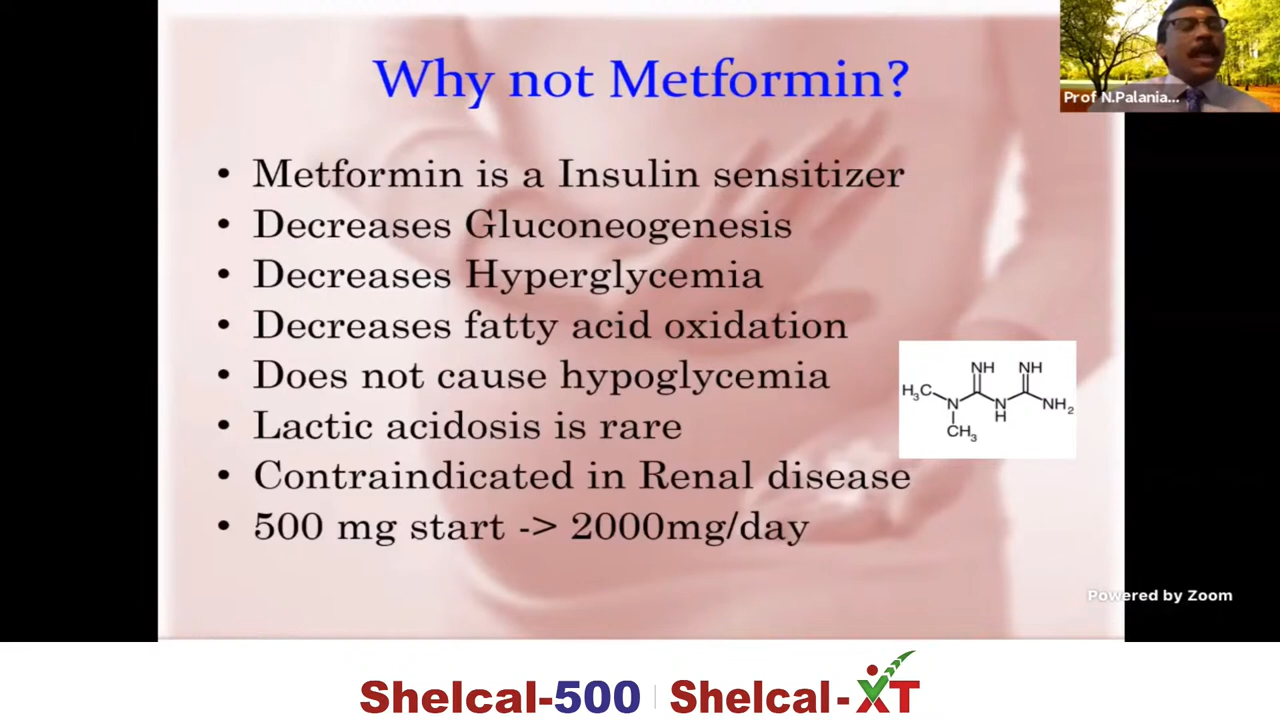 Why not Metformin?
Prof N.Palania...
• Metformin is a Insulin sensitizer
• Decreases Gluconeogenesis
• Decreases Hyperglycemia
• Decreases fatty acid oxidation
• Does not cause hypoglycemia
• Lactic acidosis is rare
• Contraindicated in Renal disease
• 500 mg start -> 2000mg/day
NH NH
H3C N N NH2
H
CH3
Powered by Zoom
Shelcal-500 | Shelcal-XT